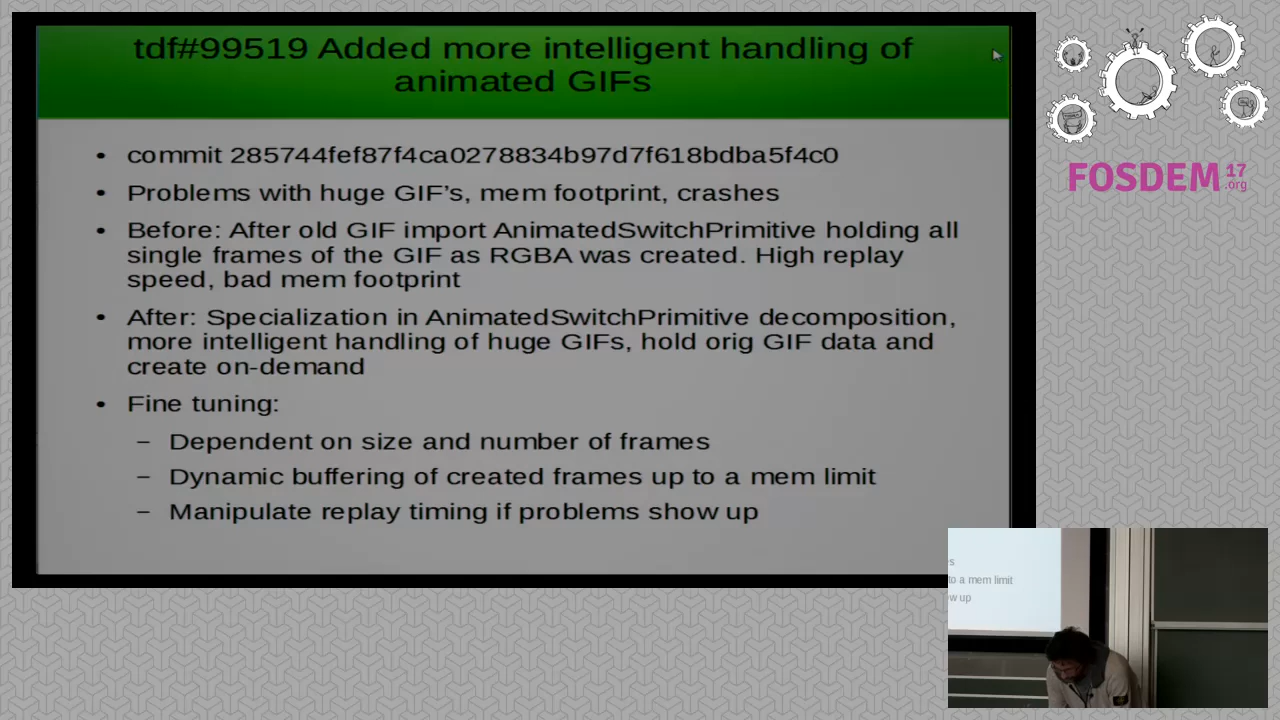 tdf#99519 Added more intelligent handling of
animated GIFs
• commit 285744fef87f4ca0278834b97d7f618bdba5f4c0
• Problems with huge GIF’s, mem footprint, crashes
• Before: After old GIF import AnimatedSwitchPrimitive holding all
single frames of the GIF as RGBA was created. High replay
speed, bad mem footprint
• After: Specialization in AnimatedSwitchPrimitive decomposition,
more intelligent handling of huge GIFs, hold orig GIF data and
create on-demand
• Fine tuning:
– Dependent on size and number of frames
– Dynamic buffering of created frames up to a mem limit
– Manipulate replay timing if problems show up
FOSDEM 17
.org
s
to a mem limit
ow up